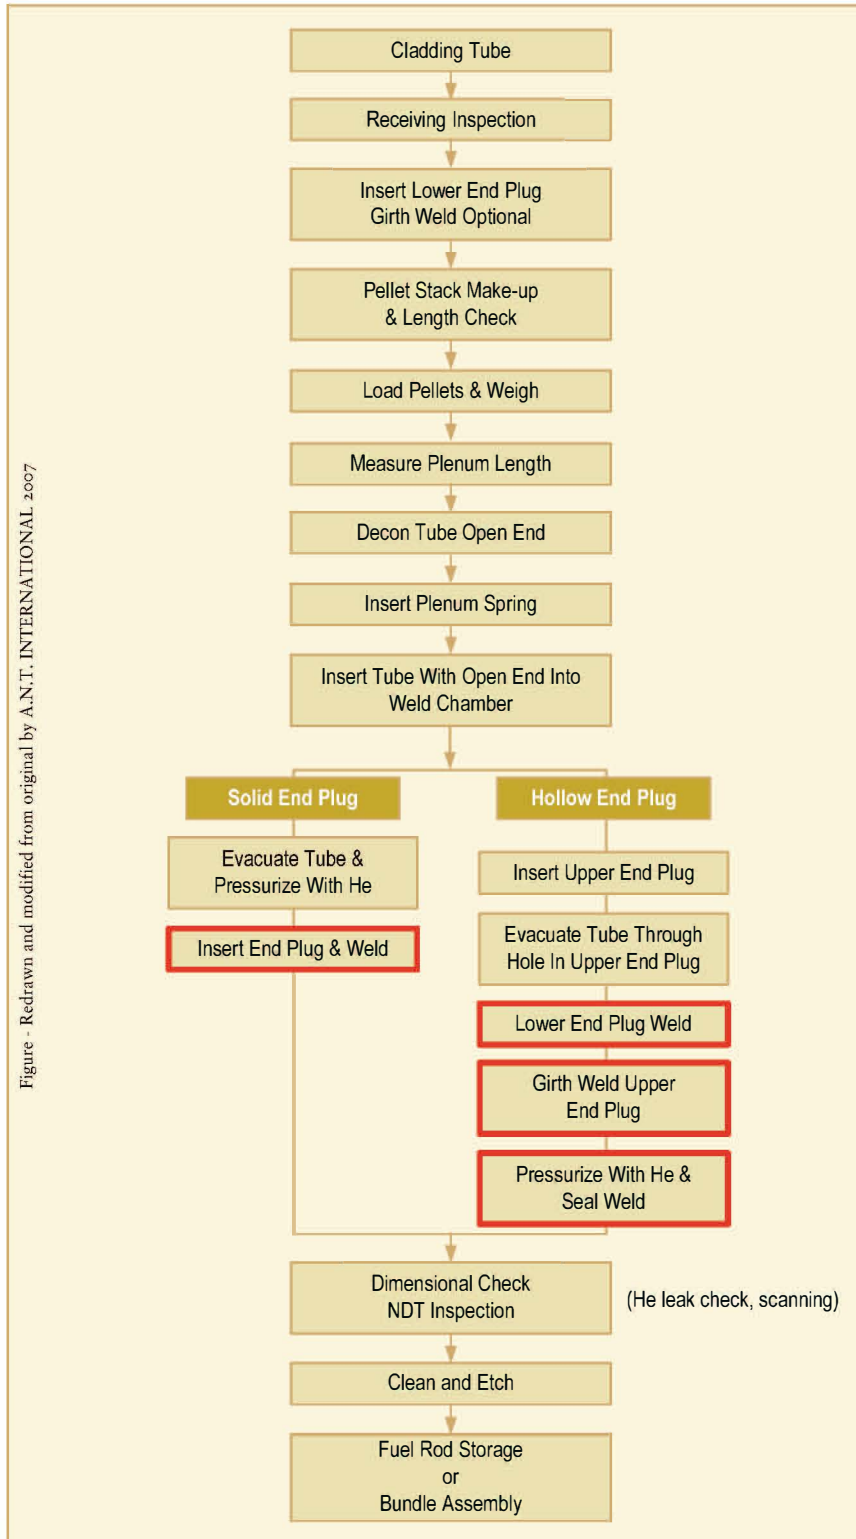 Cladding Tube
Receiving Inspection
Insert Lower End Plug
Girth Weld Optional
Pellet Stack Make-up
& Length Check
Load Pellets & Weigh
Measure Plenum Length
Decon Tube Open End
Insert Plenum Spring
Insert Tube With Open End Into
Weld Chamber
Solid End Plug
Evacuate Tube &
Pressurize With He
Insert End Plug & Weld
Hollow End Plug
Insert Upper End Plug
Evacuate Tube Through
Hole In Upper End Plug
Lower End Plug Weld
Girth Weld Upper
End Plug
Pressurize With He &
Seal Weld
Dimensional Check
NDT Inspection
(He leak check, scanning)
Clean and Etch
Fuel Rod Storage
or
Bundle Assembly
Figure - Redrawn and modified from original by A.N.T. INTERNATIONAL 2007